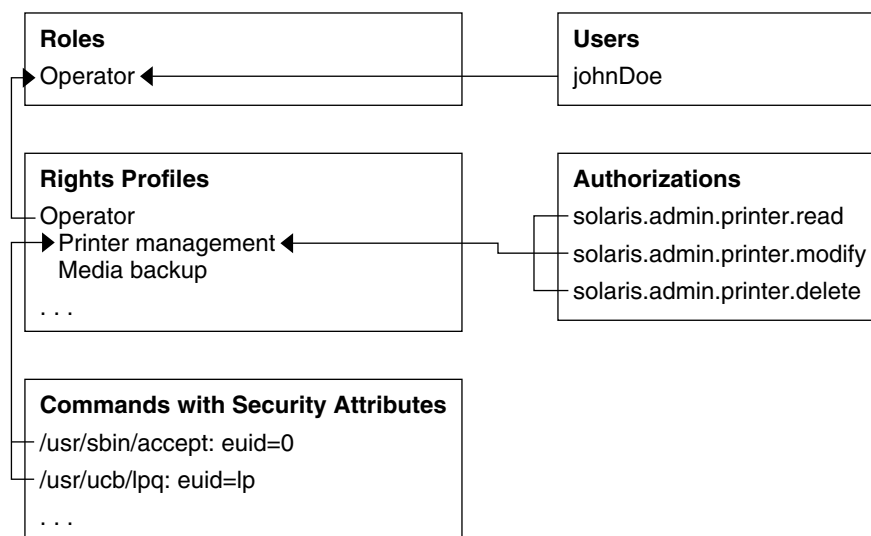 Roles
Operator
Users
johnDoe
Rights Profiles
Operator
Printer management
Media backup
. . .
Authorizations
solaris.admin.printer.read
solaris.admin.printer.modify
solaris.admin.printer.delete
Commands with Security Attributes
/usr/sbin/accept: euid=0
/usr/ucb/lpq: euid=lp
. . .